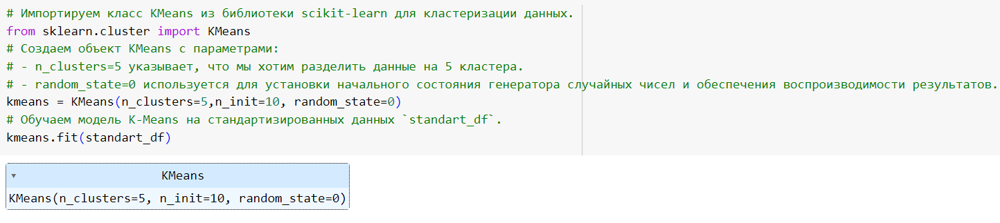 # Импортируем класс KMeans из библиотеки scikit-learn для кластеризации данных.
from sklearn.cluster import KMeans
# Создаем объект KMeans с параметрами:
# - n_clusters=5 указывает, что мы хотим разделить данные на 5 кластера.
# - random_state=0 используется для установки начального состояния генератора случайных чисел и обеспечения воспроизводимости результатов.
kmeans = KMeans(n_clusters=5,n_init=10, random_state=0)
# Обучаем модель K-Means на стандартизированных данных `standart_df`.
kmeans.fit(standart_df)
KMeans
KMeans(n_clusters=5, n_init=10, random_state=0)